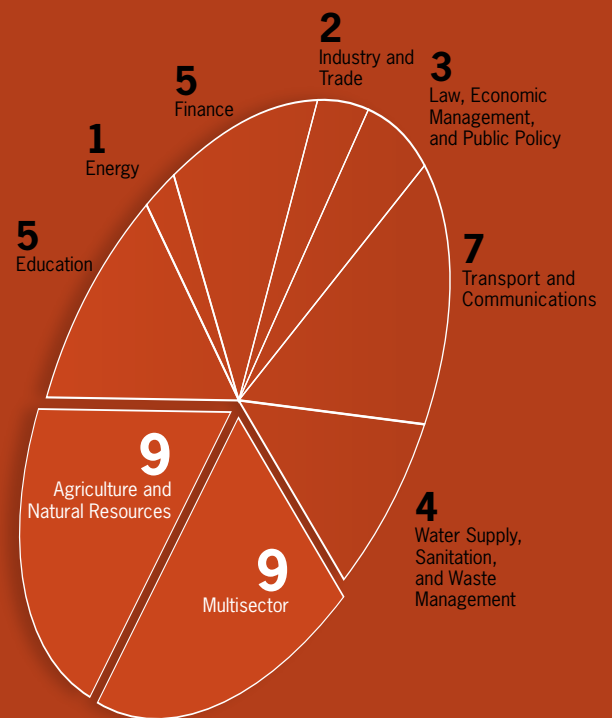 2
Industry and
Trade
3
Law, Economic
Management,
and Public Policy
5
Finance
1
Energy
5
Education
7
Transport and
Communications
9
Agriculture and
Natural Resources
4
Water Supply,
Sanitation,
and Waste
Management
9
Multisector